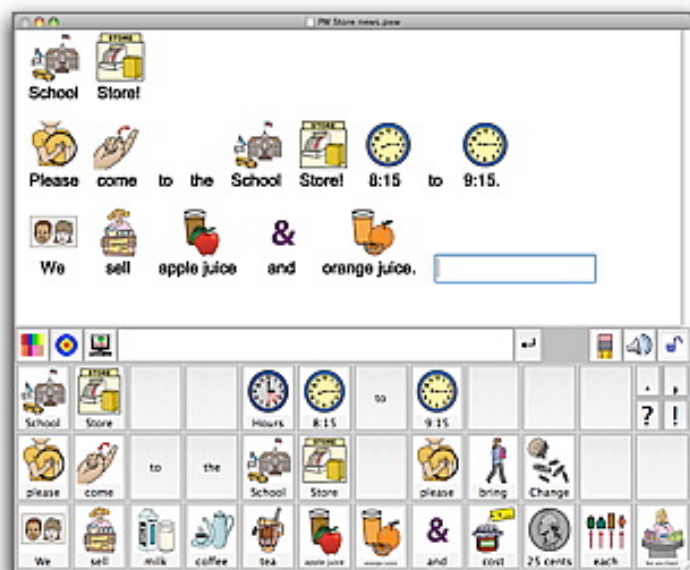 PW Store news.pww
School Store!
Please come to the School Store! 8:15 to 9:15.
We sell apple juice & and orange juice.
School Store Hours 8:15 to 9:15 . ,
? !
please come to the School Store please bring Change
We sell milk coffee tea apple juice orange juice & and cost 25 cents each